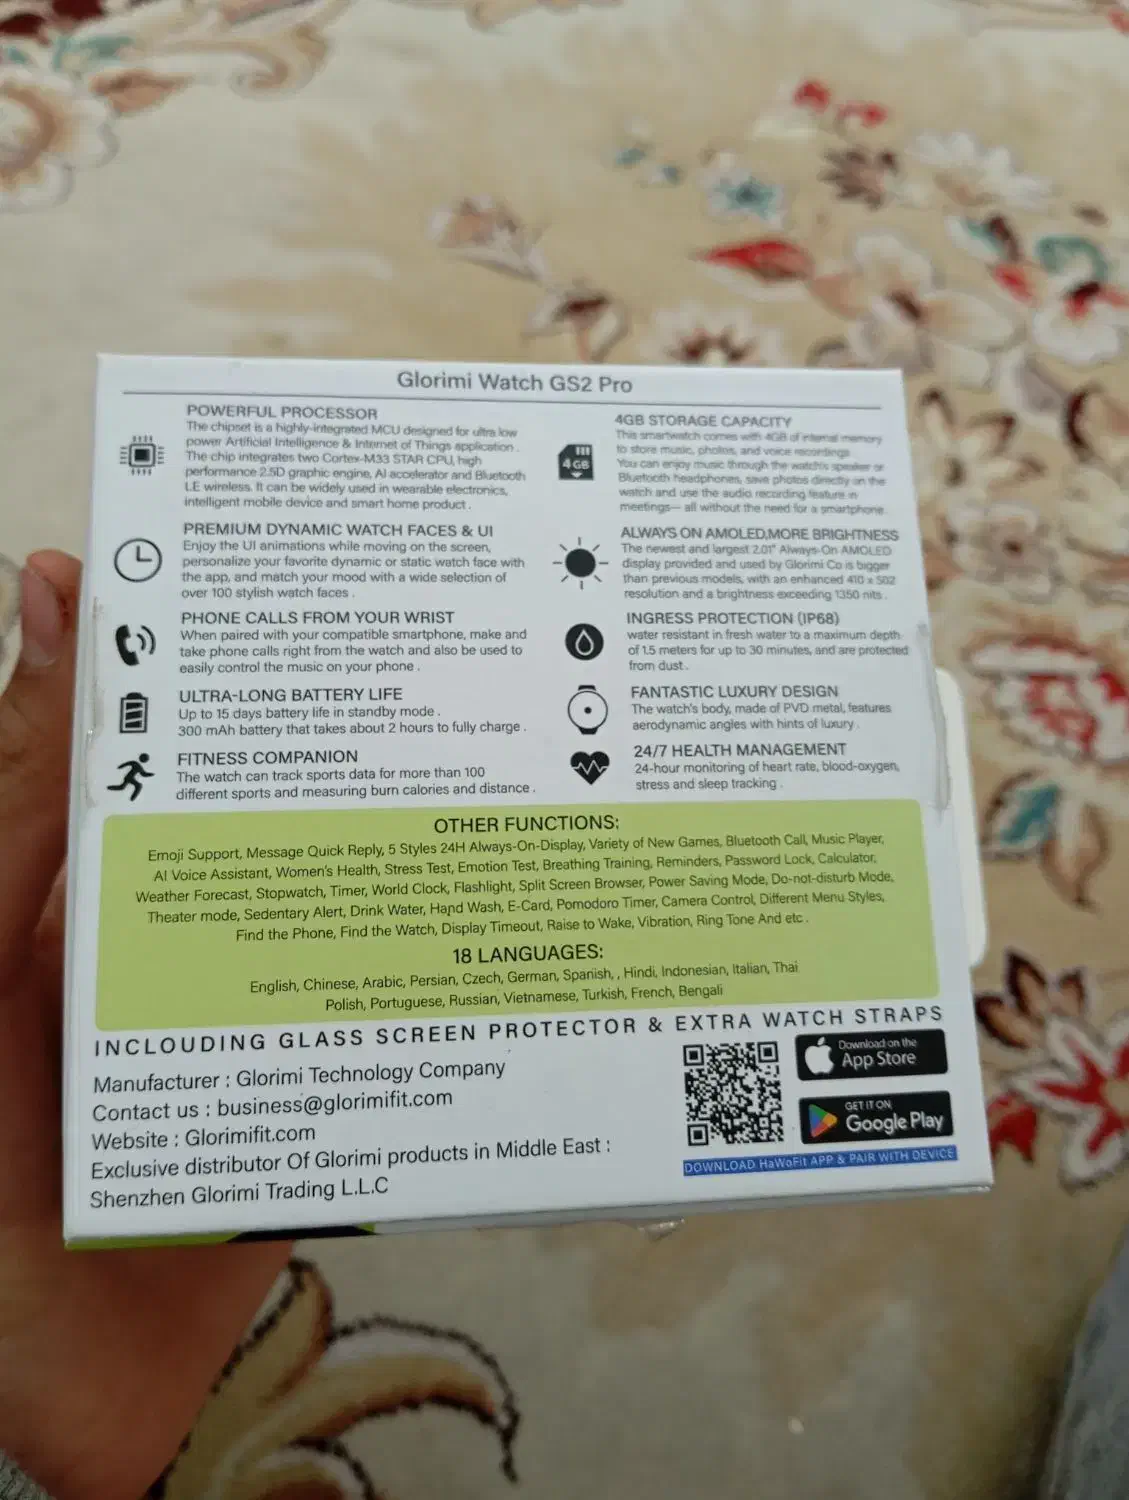 Glorimi Watch GS2 Pro
POWERFUL PROCESSOR
The chipset is a highly-integrated MCU designed for ultra low
power Artificial Intelligence & Internet of Things application.
The chip integrates two Cortex-M33 STAR CPU, high
performance 2.5D graphic engine, AI accelerator and Bluetooth
LE wireless. It can be widely used in wearable electronics,
intelligent mobile device and smart home product.
PREMIUM DYNAMIC WATCH FACES & UI
Enjoy the UI animations while moving on the screen,
personalize your favorite dynamic or static watch face with
the app, and match your mood with a wide selection of
over 100 stylish watch faces.
PHONE CALLS FROM YOUR WRIST
When paired with your compatible smartphone, make and
take phone calls right from the watch and also be used to
easily control the music on your phone.
ULTRA-LONG BATTERY LIFE
Up to 15 days battery life in standby mode.
300 mAh battery that takes about 2 hours to fully charge.
FITNESS COMPANION
The watch can track sports data for more than 100
different sports and measuring burn calories and distance.
4GB STORAGE CAPACITY
4 GB
This smartwatch comes with 4GB of internal memory
to store music, photos, and voice recordings
You can enjoy music through the watch's speaker or
Bluetooth headphones, save photos directly on the
watch and use the audio recording feature in
meetings— all without the need for a smartphone.
ALWAYS ON AMOLED,MORE BRIGHTNESS
The newest and largest 2.01" Always-On AMOLED
display provided and used by Glorimi Co is bigger
than previous models, with an enhanced 410 x 502
resolution and a brightness exceeding 1350 nits.
INGRESS PROTECTION (IP68)
water resistant in fresh water to a maximum depth
of 1.5 meters for up to 30 minutes, and are protected
from dust.
FANTASTIC LUXURY DESIGN
The watch's body, made of PVD metal, features
aerodynamic angles with hints of luxury.
24/7 HEALTH MANAGEMENT
24-hour monitoring of heart rate, blood-oxygen,
stress and sleep tracking.
OTHER FUNCTIONS:
Emoji Support, Message Quick Reply, 5 Styles 24H Always-On-Display, Variety of New Games, Bluetooth Call, Music Player,
AI Voice Assistant, Women's Health, Stress Test, Emotion Test, Breathing Training, Reminders, Password Lock, Calculator,
Weather Forecast, Stopwatch, Timer, World Clock, Flashlight, Split Screen Browser, Power Saving Mode, Do-not-disturb Mode,
Theater mode, Sedentary Alert, Drink Water, Hand Wash, E-Card, Pomodoro Timer, Camera Control, Different Menu Styles,
Find the Phone, Find the Watch, Display Timeout, Raise to Wake, Vibration, Ring Tone And etc.
18 LANGUAGES:
English, Chinese, Arabic, Persian, Czech, German, Spanish, , Hindi, Indonesian, Italian, Thai
Polish, Portuguese, Russian, Vietnamese, Turkish, French, Bengali
INCLOUDING GLASS SCREEN PROTECTOR & EXTRA WATCH STRAPS
Manufacturer : Glorimi Technology Company
Contact us : business@glorimifit.com
Website : Glorimifit.com
Exclusive distributor Of Glorimi products in Middle East :
Shenzhen Glorimi Trading L.L.C
Download on the
App Store
GET IT ON
Google Play
DOWNLOAD HaWoFit APP & PAIR WITH DEVICE